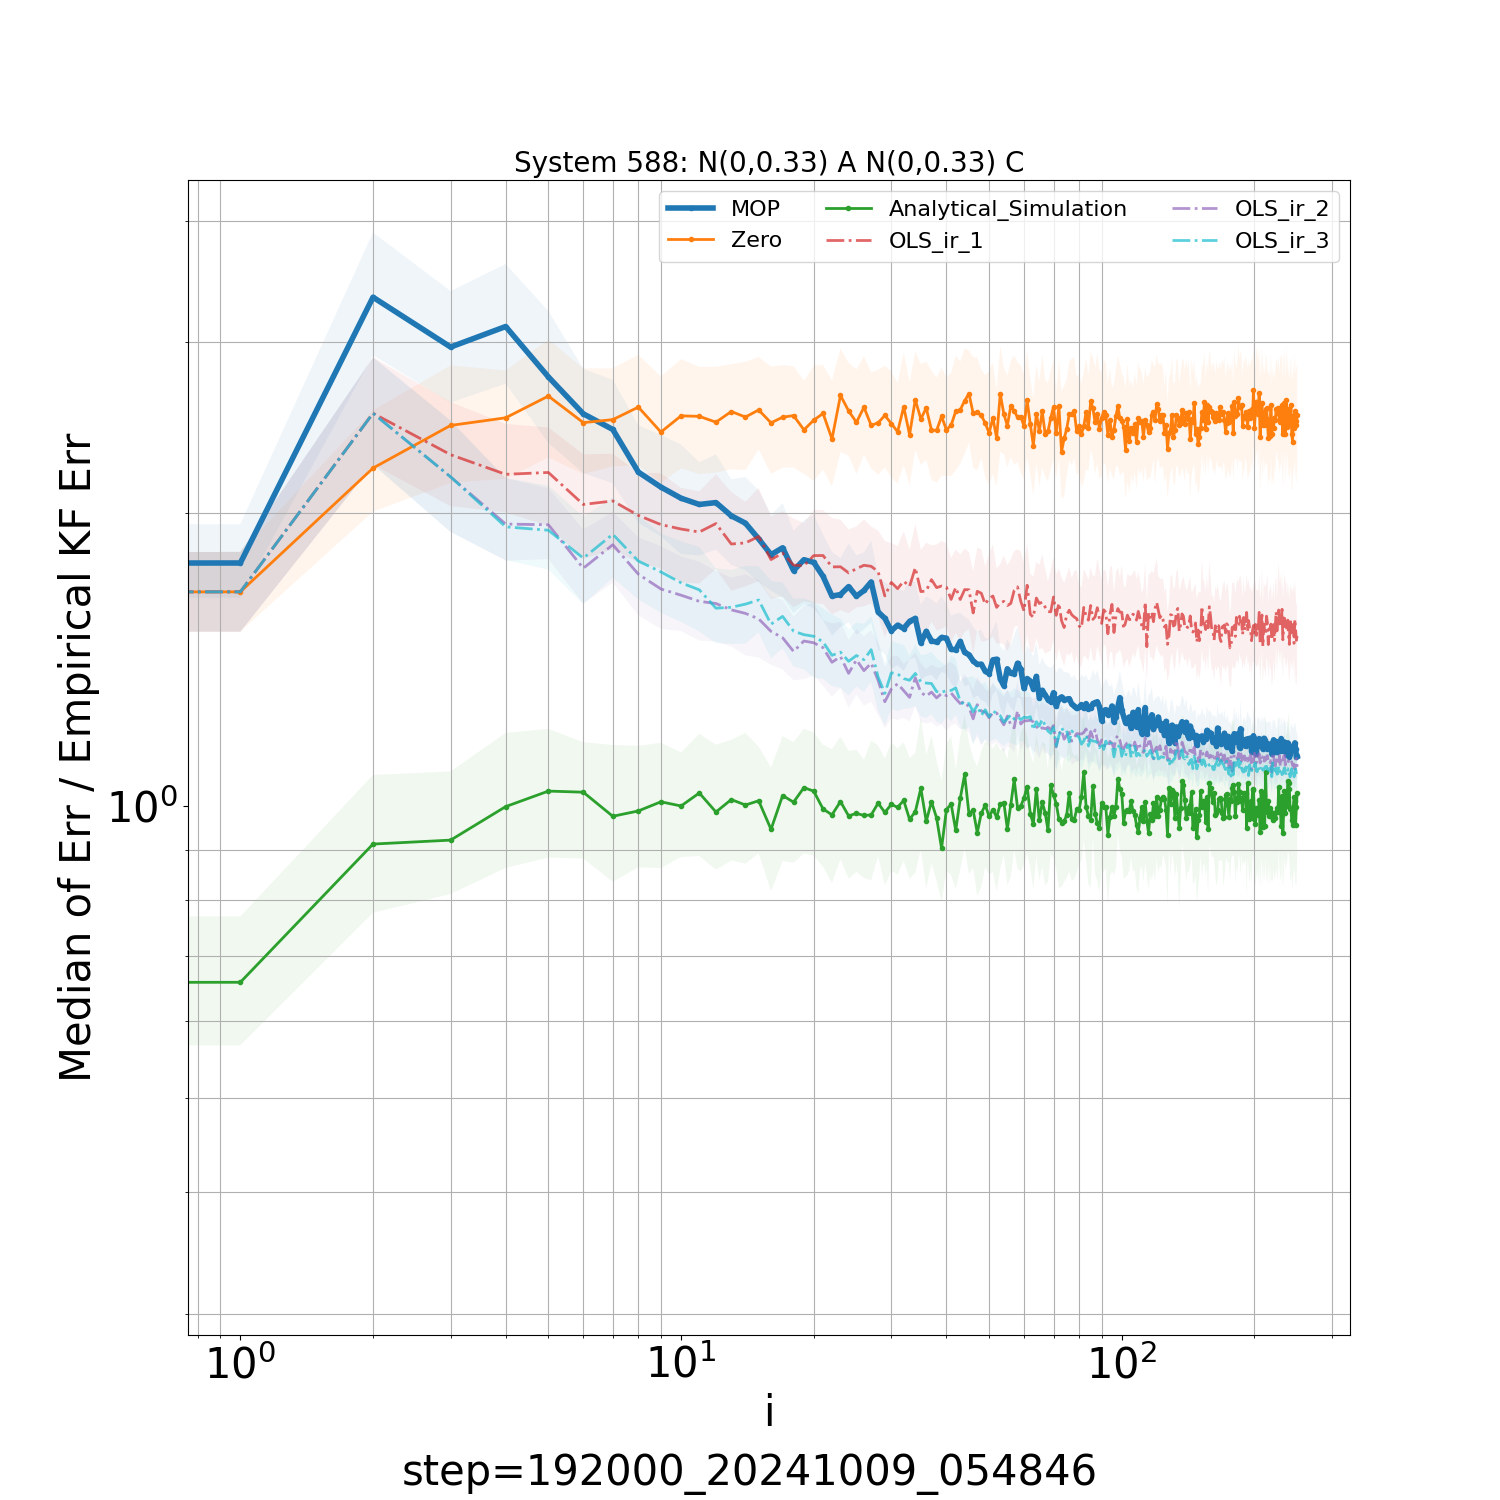 System 588: N(0,0.33) A N(0,0.33) C
MOP
Zero
Analytical_Simulation
OLS_ir_1
OLS_ir_2
OLS_ir_3
Median of Err / Empirical KF Err
10⁰
10⁰ 10¹ 10²
i
step=192000_20241009_054846